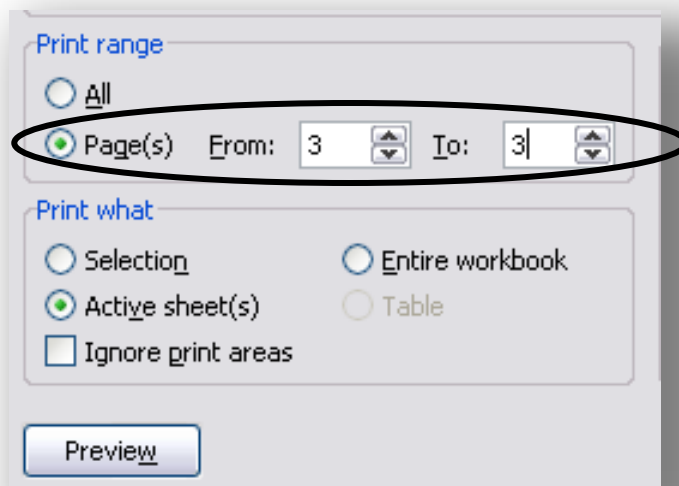 Print range
All
Page(s) From: 3 To: 3
Print what
Selection Entire workbook
Active sheet(s) Table
Ignore print areas
Preview